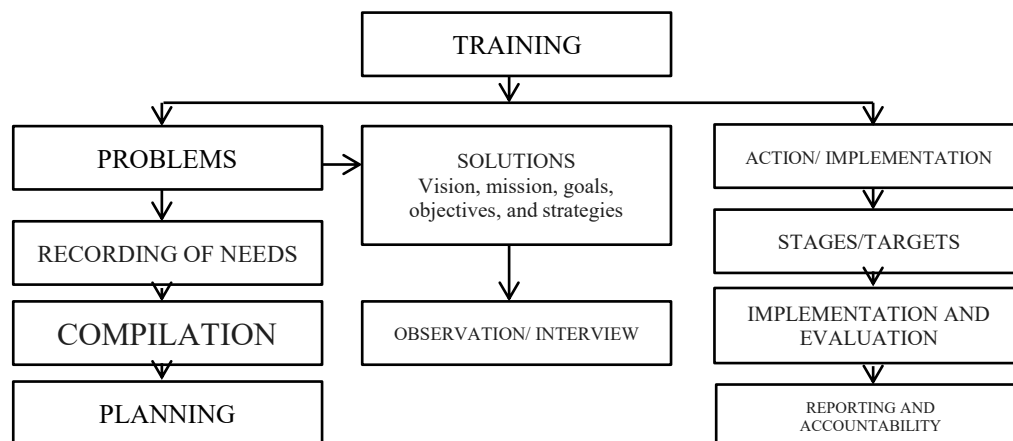 TRAINING
PROBLEMS
SOLUTIONS
Vision, mission, goals,
objectives, and strategies
ACTION/ IMPLEMENTATION
RECORDING OF NEEDS
STAGES/TARGETS
COMPILATION
OBSERVATION/ INTERVIEW
IMPLEMENTATION AND
EVALUATION
PLANNING
REPORTING AND
ACCOUNTABILITY